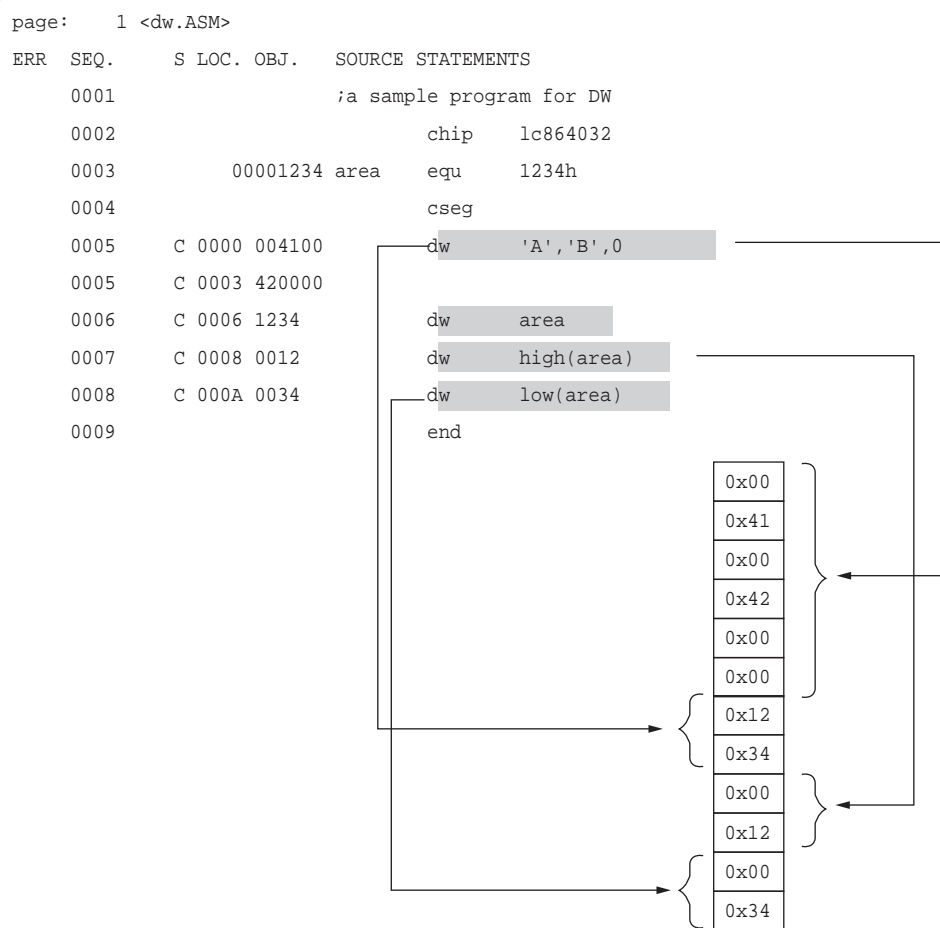 page:    1 <dw.ASM>
ERR  SEQ.     S LOC. OBJ.   SOURCE STATEMENTS
     0001                   ;a sample program for DW
     0002                           chip    lc864032
     0003          00001234 area    equ     1234h
     0004                           cseg
     0005     C 0000 004100         dw      'A','B',0
     0005     C 0003 420000
     0006     C 0006 1234           dw      area
     0007     C 0008 0012           dw      high(area)
     0008     C 000A 0034           dw      low(area)
     0009                           end
0x00
0x41
0x00
0x42
0x00
0x00
0x12
0x34
0x00
0x12
0x00
0x34